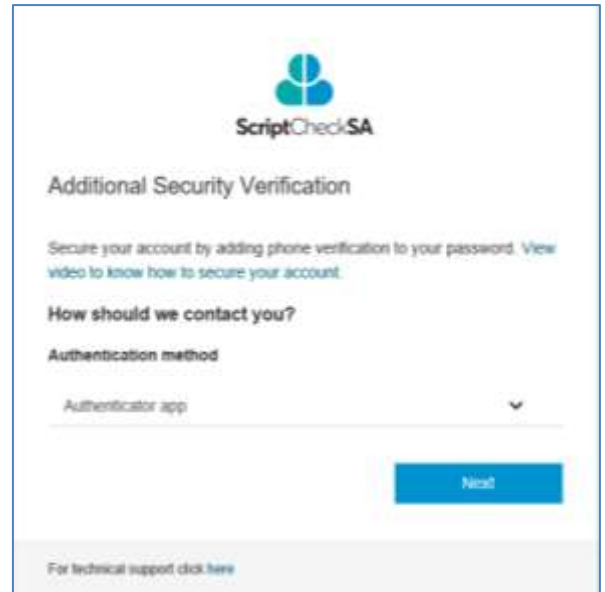 ScriptCheckSA
Additional Security Verification
Secure your account by adding phone verification to your password. View
video to know how to secure your account.
How should we contact you?
Authentication method
Authenticator app
Next
For technical support click here